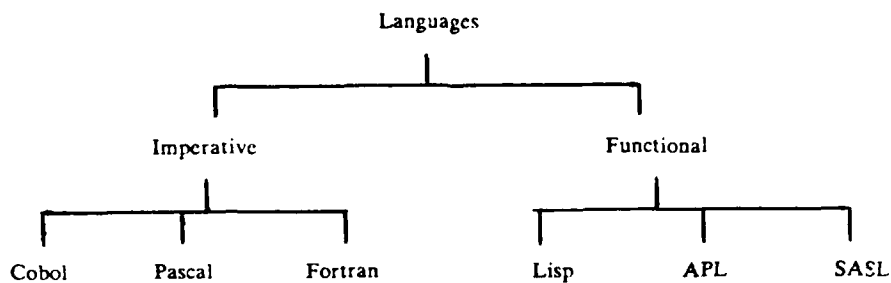 Languages
Imperative Functional
Cobol Pascal Fortran Lisp APL SASL